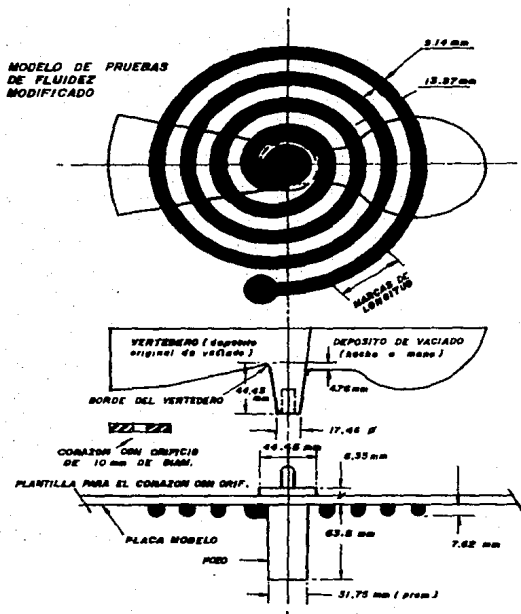 MODELO DE PRUEBAS
DE FLUIDEZ
MODIFICADO
9.14 mm
13.97 mm
MARCAS DE
LONGITUD
VERTEDERO (deposito
original de vaciado)
DEPOSITO DE VACIADO
(hecho a mano)
44.45
mm
4.76
mm
BORDE DEL VERTEDERO
17.46 Ø
44.45 mm
CORAZON CON ORIFICIO
DE 10 mm DE DIAM.
6.35 mm
PLANTILLA PARA EL CORAZON CON ORIF.
PLACA MODELO
63.5
mm
7.62 mm
POZO
31.75 mm (prom.)